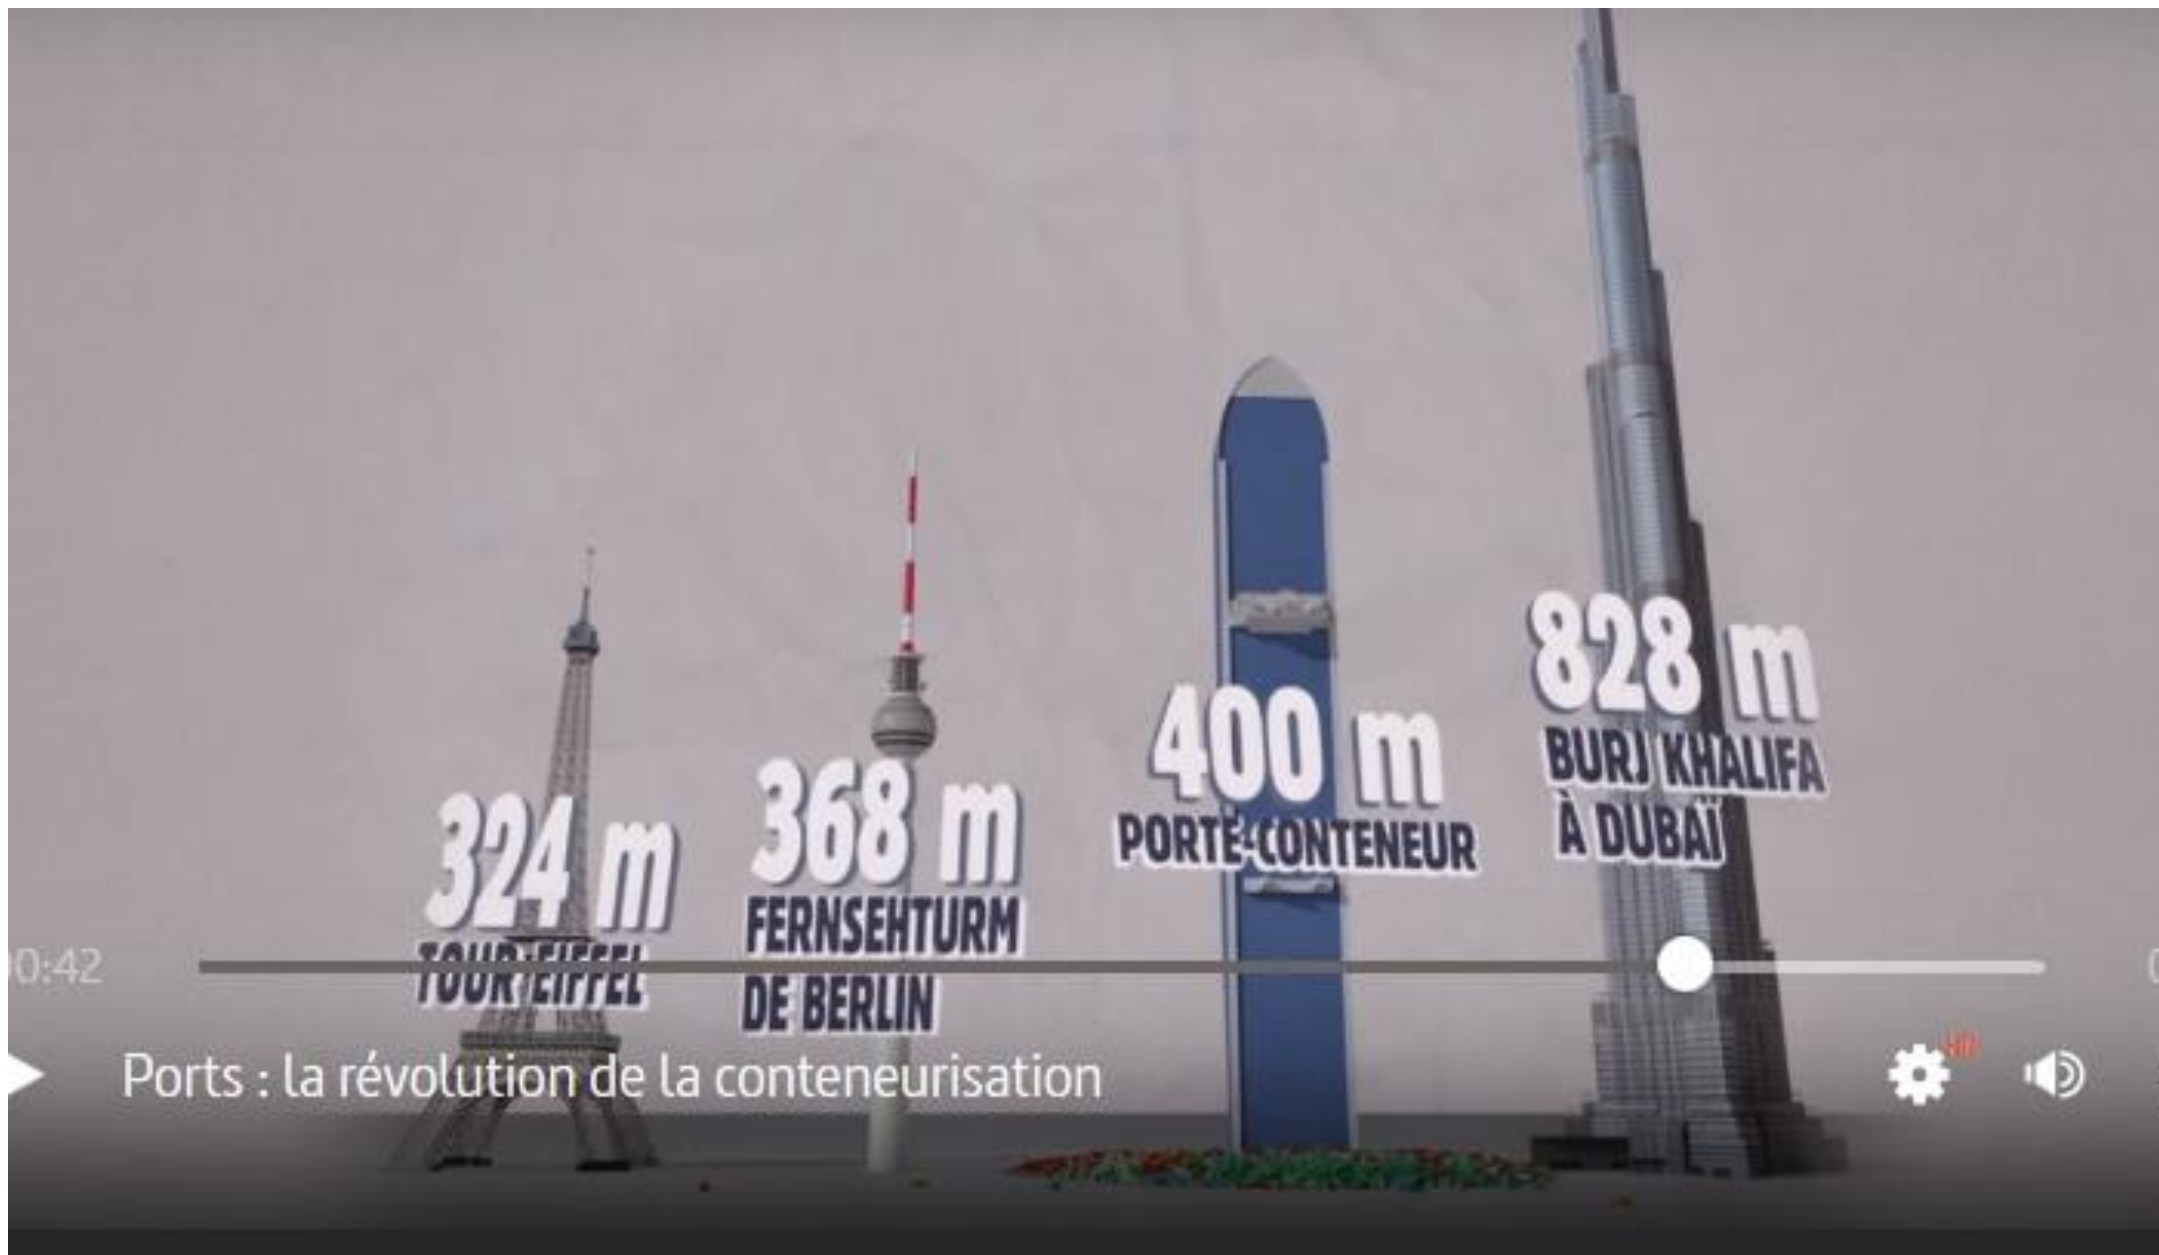 324 m
TOUR EIFFEL
368 m
FERNSEHTURM
DE BERLIN
400 m
PORTE-CONTENEUR
828 m
BURJ KHALIFA
À DUBAÏ
0:42
HD
Ports : la révolution de la conteneurisation